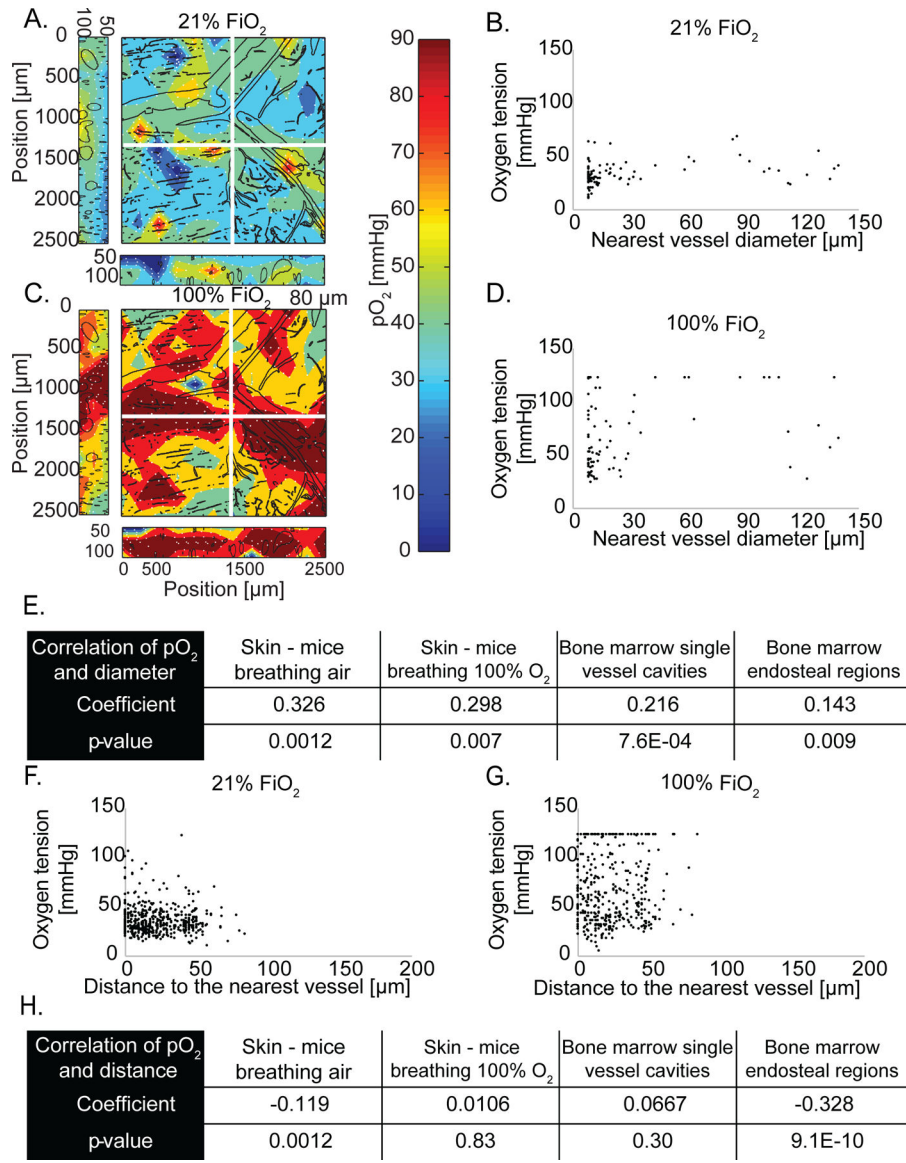 A.
21% FiO2
100
50
0
500
1000
1500
2000
2500
Position [µm]
50
100
90
80
70
60
50
40
30
20
10
0
pO2 [mmHg]
B.
21% FiO2
150
100
50
0
Oxygen tension
[mmHg]
0 30 60 90 120 150
Nearest vessel diameter [µm]
C.
100% FiO2
80 µm
0
500
1000
1500
2000
2500
Position [µm]
50
100
0 500 1500 2500
Position [µm]
D.
100% FiO2
150
100
50
0
Oxygen tension
[mmHg]
0 30 60 90 120 150
Nearest vessel diameter [µm]
E.
Correlation of pO2 and diameter | Skin - mice breathing air | Skin - mice breathing 100% O2 | Bone marrow single vessel cavities | Bone marrow endosteal regions
Coefficient 0.326 0.298 0.216 0.143
p-value 0.0012 0.007 7.6E-04 0.009
F.
21% FiO2
150
100
50
0
Oxygen tension
[mmHg]
0 50 100 150 200
Distance to the nearest vessel [µm]
G.
100% FiO2
150
100
50
0
Oxygen tension
[mmHg]
0 50 100 150 200
Distance to the nearest vessel [µm]
H.
Correlation of pO2 and distance | Skin - mice breathing air | Skin - mice breathing 100% O2 | Bone marrow single vessel cavities | Bone marrow endosteal regions
Coefficient -0.119 0.0106 0.0667 -0.328
p-value 0.0012 0.83 0.30 9.1E-10